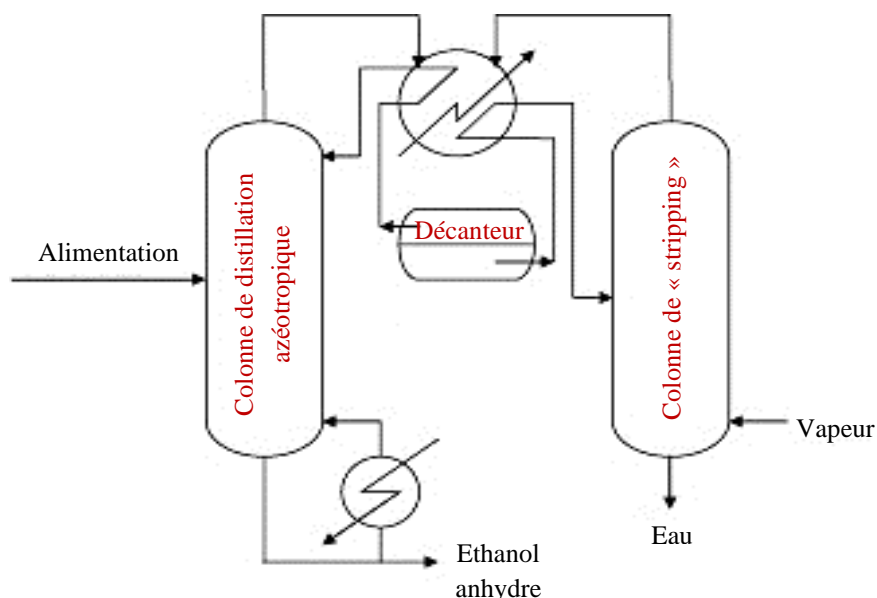 Alimentation
Colonne de distillation
azéotropique
Décanteur
Colonne de « stripping »
Vapeur
Eau
Ethanol
anhydre